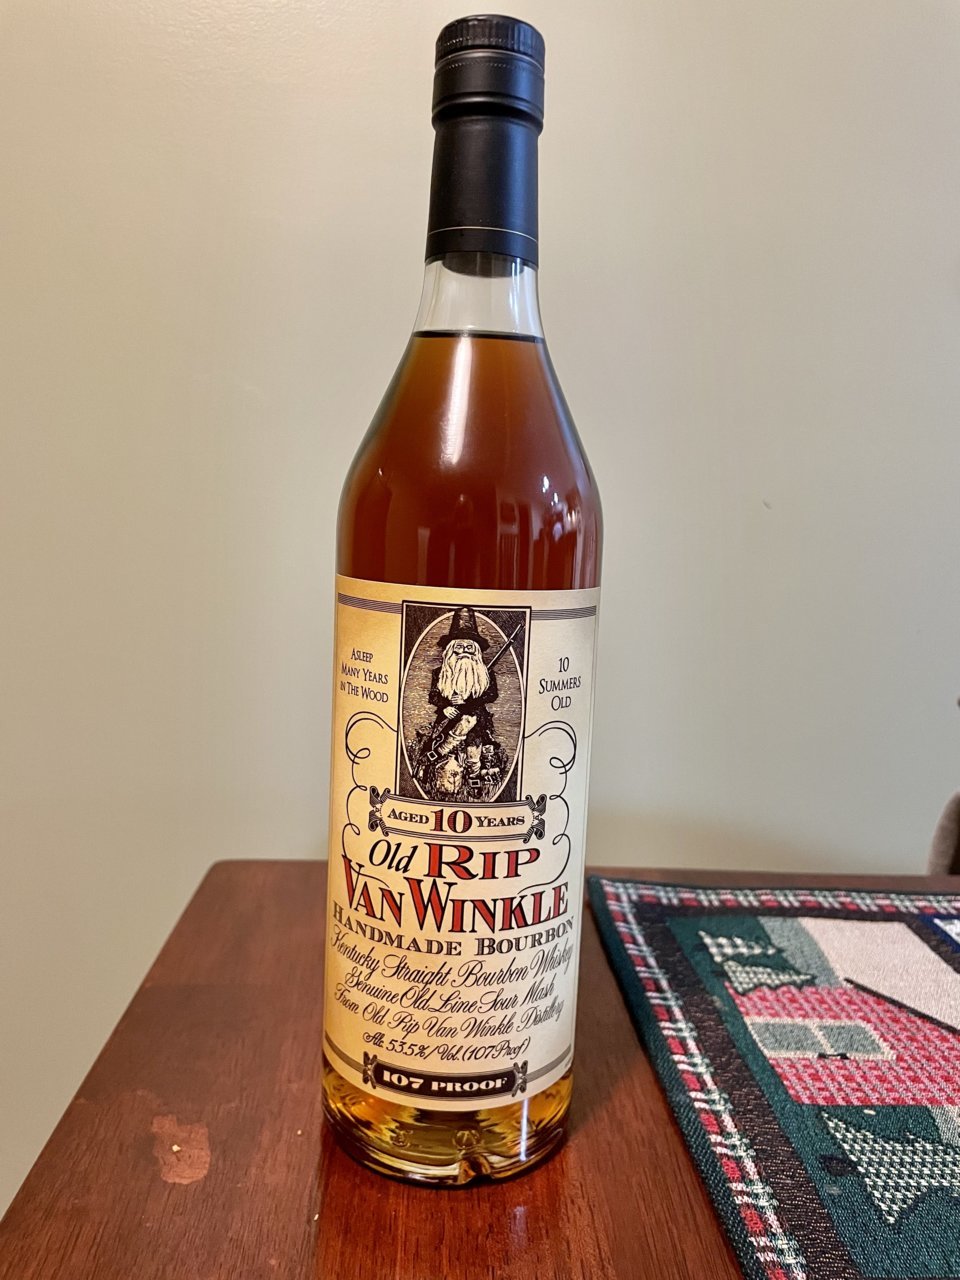 ASLEEP
MANY YEARS
IN THE WOOD
10
SUMMERS
OLD
AGED 10 YEARS
Old RIP
VAN WINKLE
HANDMADE BOURBON
Kentucky Straight Bourbon Whiskey
Genuine Old Line Sour Mash
From Old Rip Van Winkle Distillery
Alc 53.5% / Vol. (107 Proof)
107 PROOF